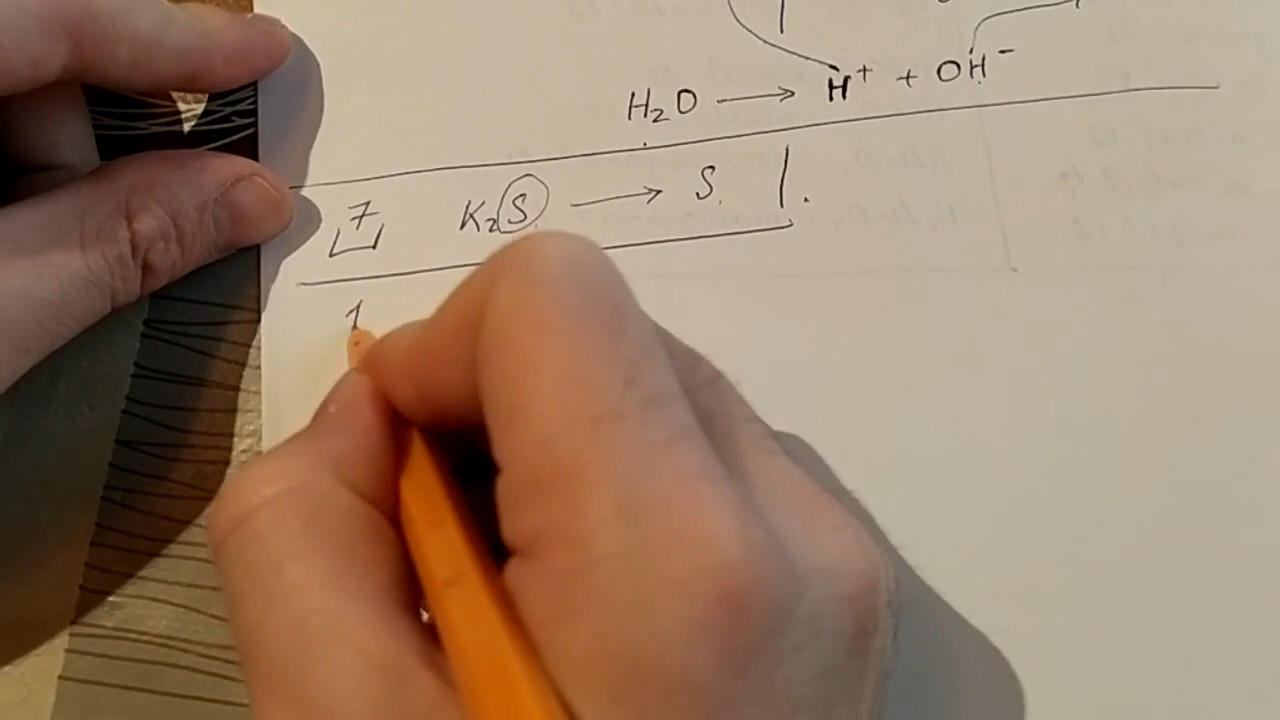 H₂O → H⁺ + OH⁻
7 K₂S → S.
1